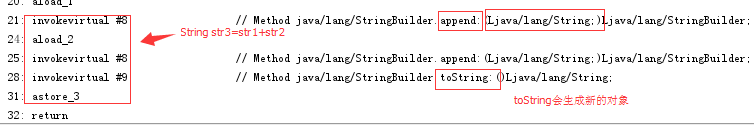 20: aload_1
21: invokevirtual #8 // Method java/lang/StringBuilder.append:(Ljava/lang/String;)Ljava/lang/StringBuilder;
String str3=str1+str2
24: aload_2
25: invokevirtual #8 // Method java/lang/StringBuilder.append:(Ljava/lang/String;)Ljava/lang/StringBuilder;
28: invokevirtual #9 // Method java/lang/StringBuilder.toString:()Ljava/lang/String;
31: astore_3
toString会生成新的对象
32: return